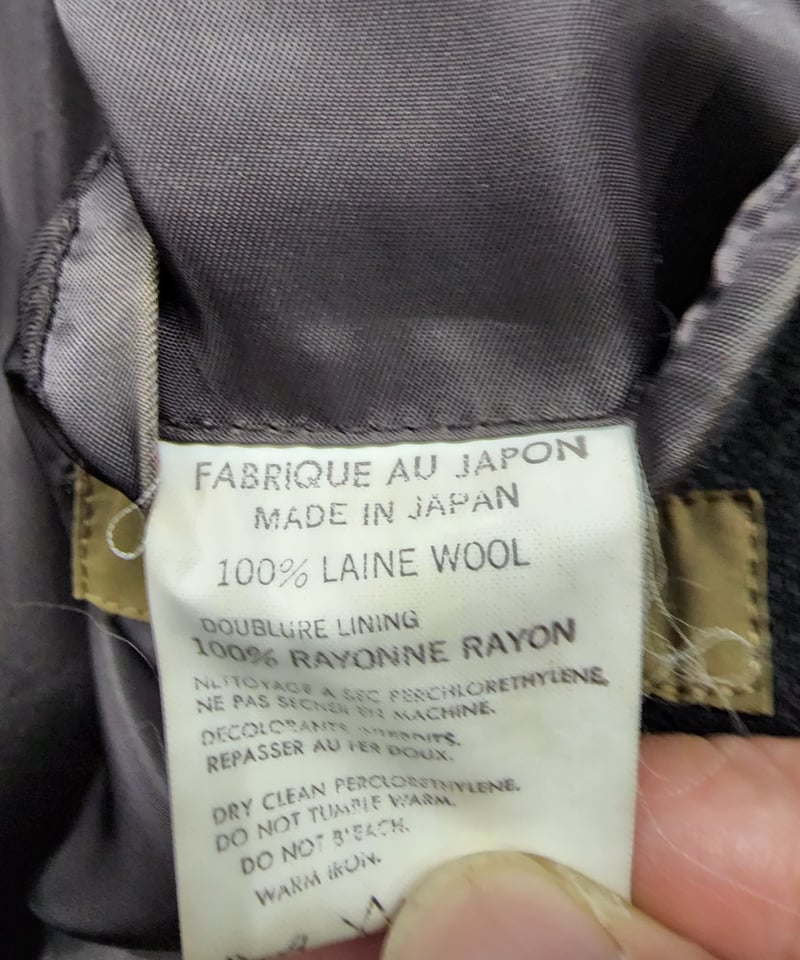 FABRIQUE AU JAPON
MADE IN JAPAN
100% LAINE WOOL
DOUBLURE LINING
100% RAYONNE RAYON
NETTOYAGE A SEC PERCHLORETHYLENE,
NE PAS SECHER EN MACHINE.
DECOLORANTS INTERDITS.
REPASSER AU FER DOUX.
DRY CLEAN PERCLORETHYLENE.
DO NOT TUMBLE WARM.
DO NOT BLEACH.
WARM IRON.